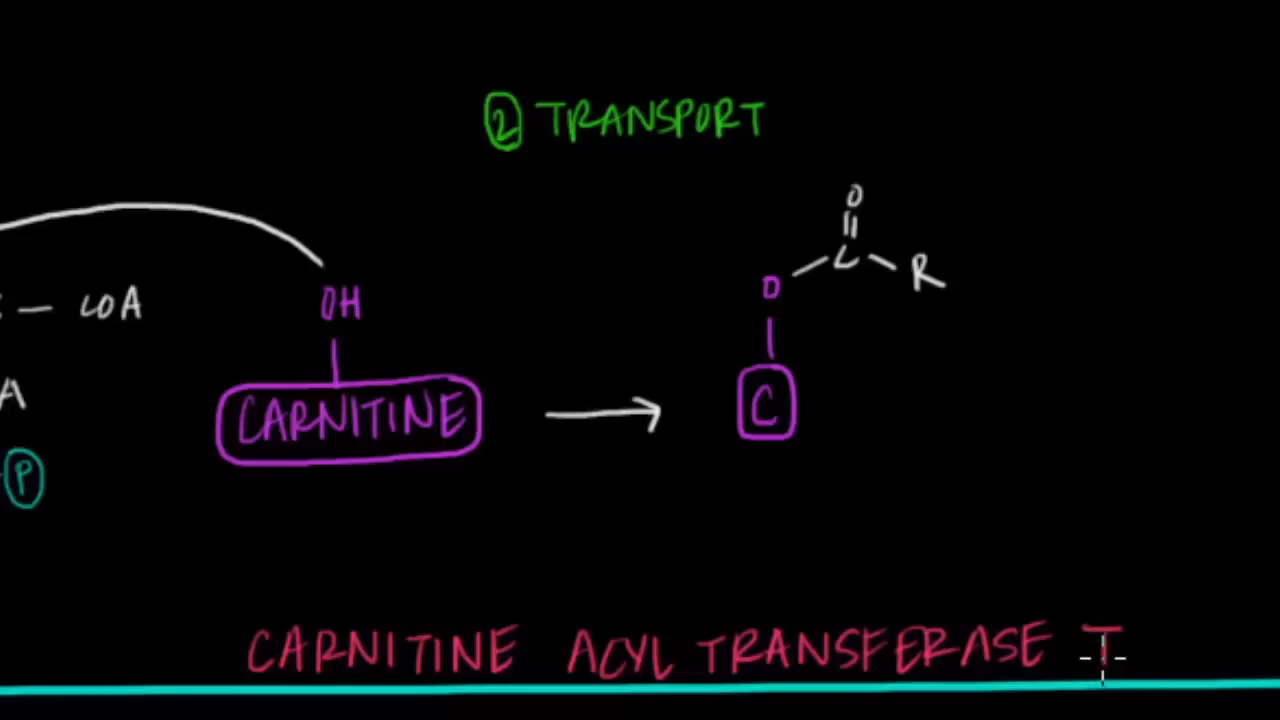 ② TRANSPORT
O
||
O — C — R
— COA
OH
A
CARNITINE → C
P
CARNITINE ACYL TRANSFERASE I